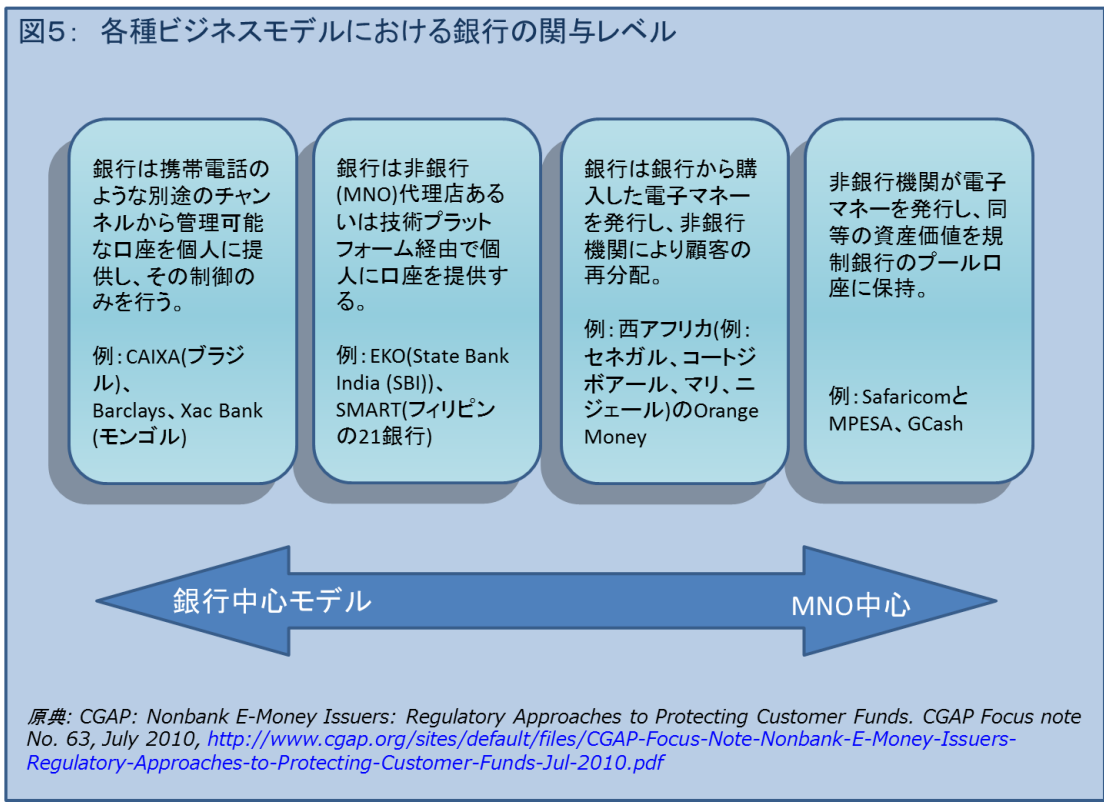 図5： 各種ビジネスモデルにおける銀行の関与レベル
銀行は携帯電話の
ような別途のチャン
ネルから管理可能
な口座を個人に提
供し、その制御の
みを行う。
例：CAIXA(ブラジ
ル)、
Barclays、Xac Bank
(モンゴル)
銀行は非銀行
(MNO)代理店ある
いは技術プラット
フォーム経由で個
人に口座を提供す
る。
例：EKO(State Bank
India (SBI))、
SMART(フィリピン
の21銀行)
銀行は銀行から購
入した電子マネー
を発行し、非銀行
機関により顧客の
再分配。
例：西アフリカ(例：
セネガル、コートジ
ボアール、マリ、ニ
ジェール)のOrange
Money
非銀行機関が電子
マネーを発行し、同
等の資産価値を規
制銀行のプール口
座に保持。
例：Safaricomと
MPESA、GCash
銀行中心モデル
MNO中心
原典: CGAP: Nonbank E-Money Issuers: Regulatory Approaches to Protecting Customer Funds. CGAP Focus note
No. 63, July 2010, http://www.cgap.org/sites/default/files/CGAP-Focus-Note-Nonbank-E-Money-Issuers-
Regulatory-Approaches-to-Protecting-Customer-Funds-Jul-2010.pdf